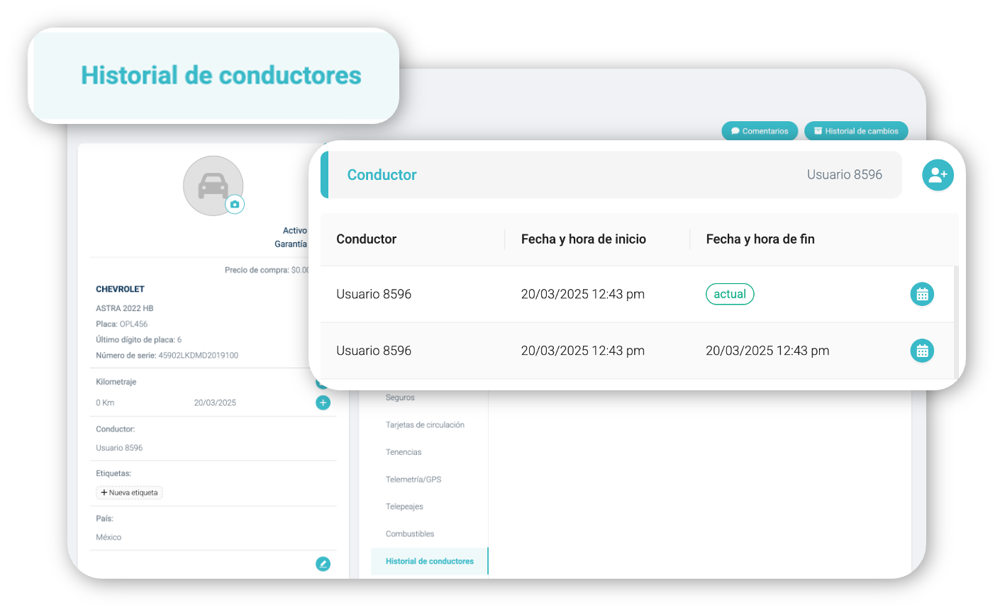 Historial de conductores
Comentarios
Historial de cambios
Activo
Garantía
Precio de compra: $0.00
CHEVROLET
ASTRA 2022 HB
Placa: OPL456
Último dígito de placa: 6
Número de serie: 45902LKDMD2019100
Kilometraje
0 Km 20/03/2025
Conductor:
Usuario 8596
Etiquetas:
+ Nueva etiqueta
País:
México
Conductor Usuario 8596
Conductor Fecha y hora de inicio Fecha y hora de fin
Usuario 8596 20/03/2025 12:43 pm actual
Usuario 8596 20/03/2025 12:43 pm 20/03/2025 12:43 pm
Seguros
Tarjetas de circulación
Tenencias
Telemetría/GPS
Telepeajes
Combustibles
Historial de conductores